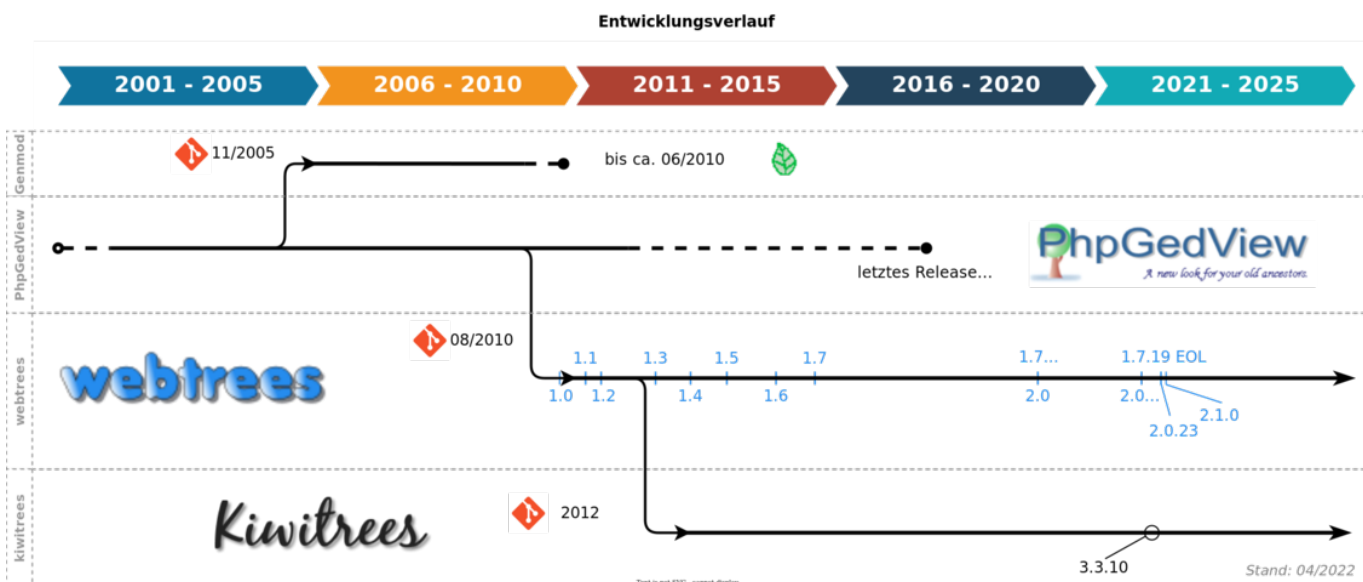 Entwicklungsverlauf
2001 - 2005
2006 - 2010
2011 - 2015
2016 - 2020
2021 - 2025
Genmod
11/2005
bis ca. 06/2010
PhpGedView
letztes Release...
PhpGedView
A new look for your old ancestors.
webtrees
webtrees
08/2010
1.1
1.3
1.5
1.7
1.7...
1.7.19 EOL
1.0
1.2
1.4
1.6
2.0
2.0...
2.1.0
2.0.23
kiwitrees
Kiwitrees
2012
3.3.10
Stand: 04/2022